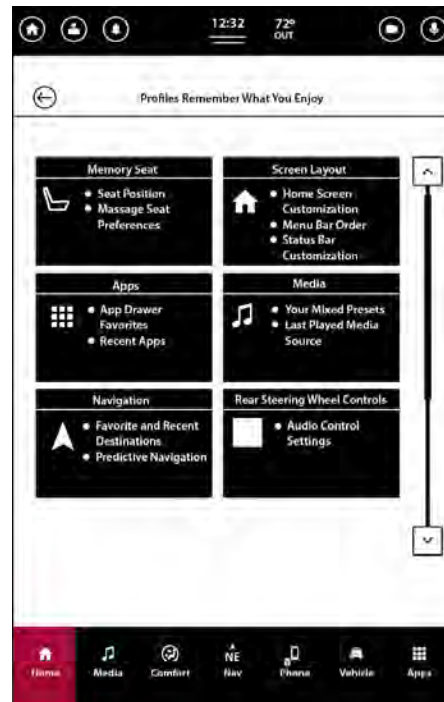 12:32 72º
OUT
Profiles Remember What You Enjoy
Memory Seat
Seat Position
Massage Seat
Preferences
Screen Layout
Home Screen
Customization
Menu Bar Order
Status Bar
Customization
Apps
App Drawer
Favorites
Recent Apps
Media
Your Mixed Presets
Last Played Media
Source
Navigation
Favorite and Recent
Destinations
Predictive Navigation
Rear Steering Wheel Controls
Audio Control
Settings
NE
Home Media Comfort Nav Phone Vehicle Apps